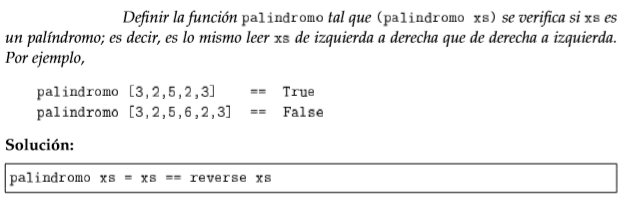 Definir la función palindromo tal que (palindromo xs) se verifica si xs es
un palíndromo; es decir, es lo mismo leer xs de izquierda a derecha que de derecha a izquierda.
Por ejemplo,
palindromo [3,2,5,2,3] == True
palindromo [3,2,5,6,2,3] == False
Solución:
palindromo xs = xs == reverse xs